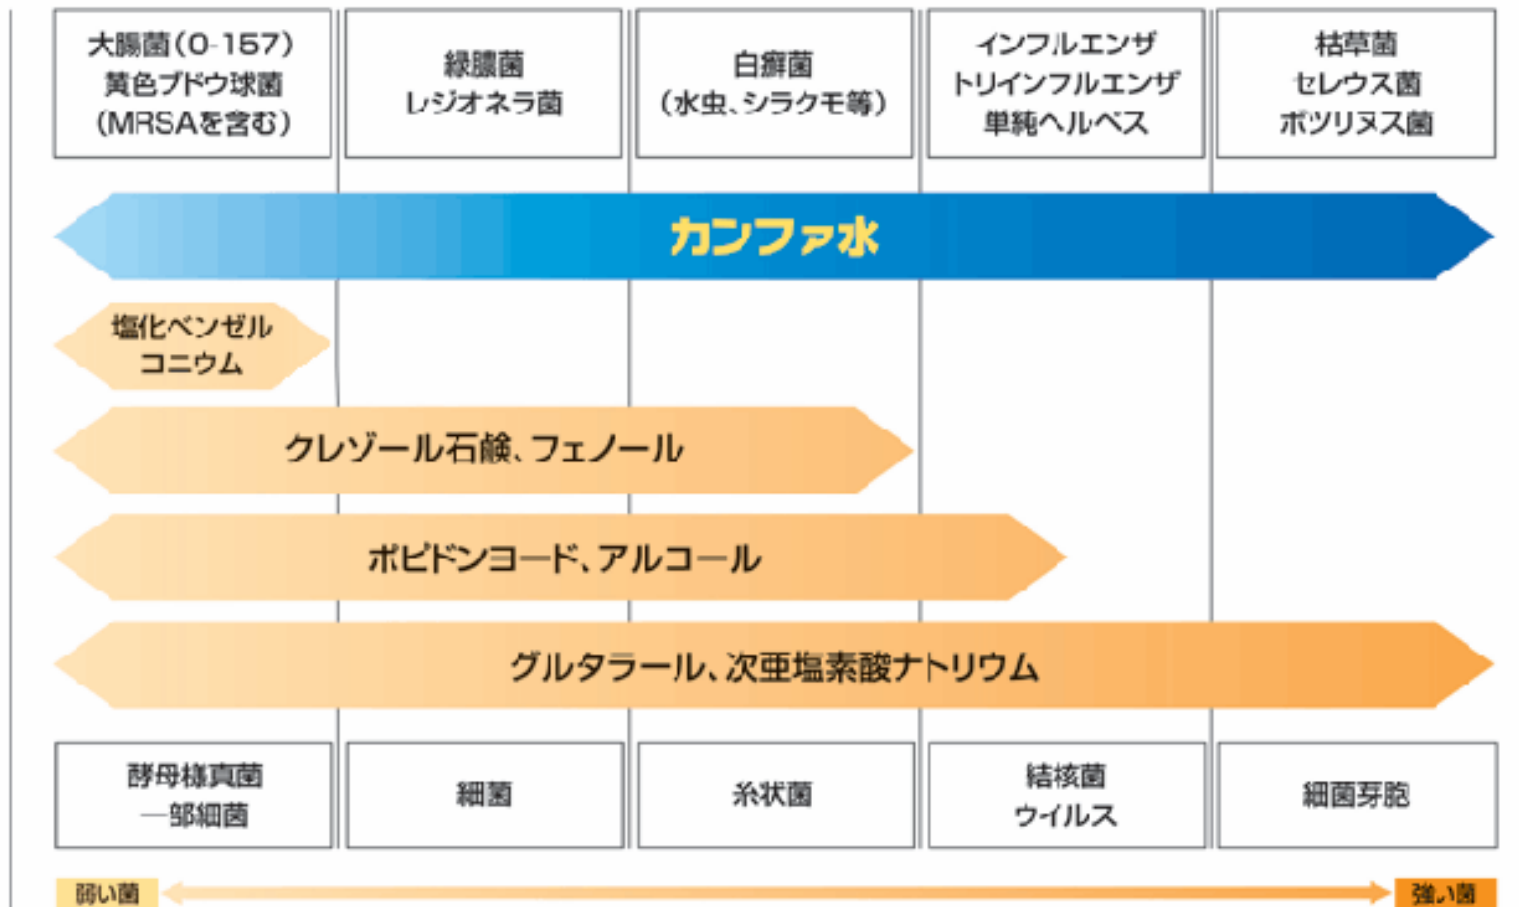 大腸菌(O-157)
黄色ブドウ球菌
(MRSAを含む)
緑膿菌
レジオネラ菌
白癬菌
(水虫、シラクモ等)
インフルエンザ
トリインフルエンザ
単純ヘルペス
枯草菌
セレウス菌
ボツリヌス菌
カンファ水
塩化ベンゼル
コニウム
クレゾール石鹸、フェノール
ポピドンヨード、アルコール
グルタラール、次亜塩素酸ナトリウム
酵母様真菌
一部細菌
細菌
糸状菌
結核菌
ウイルス
細菌芽胞
弱い菌
強い菌